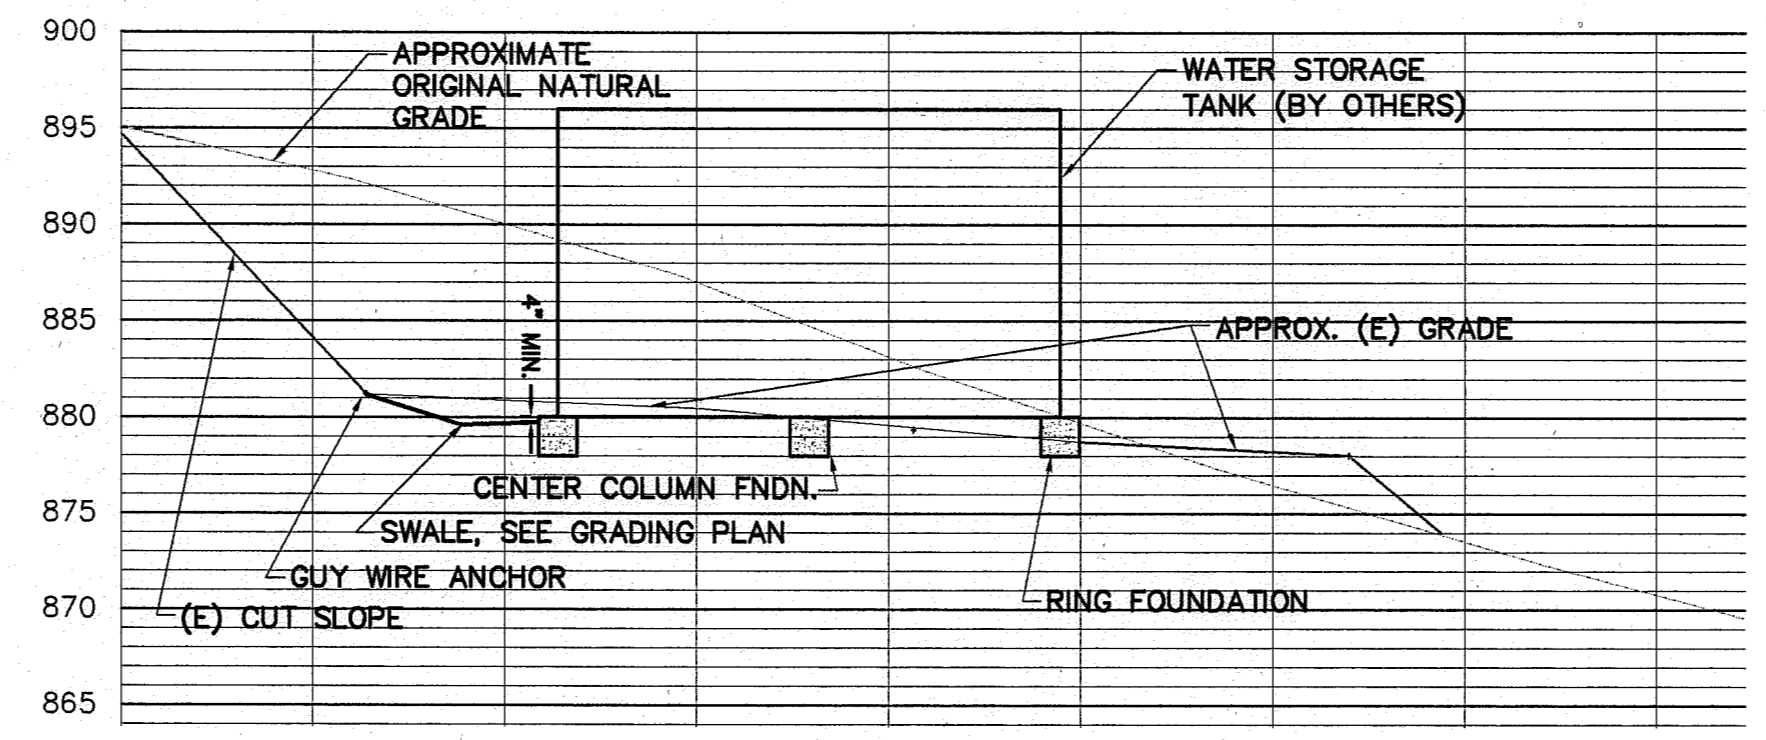 900
APPROXIMATE
ORIGINAL NATURAL
GRADE
WATER STORAGE
TANK (BY OTHERS)
895
890
885
4" MIN.
APPROX. (E) GRADE
880
CENTER COLUMN FNDN.
875
SWALE, SEE GRADING PLAN
GUY WIRE ANCHOR
870
(E) CUT SLOPE
RING FOUNDATION
865